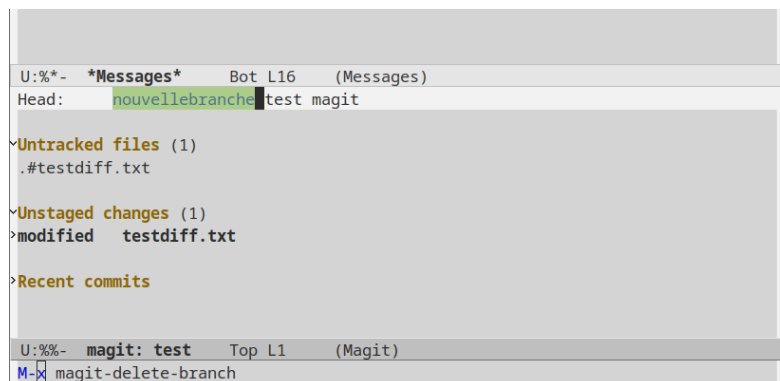 U:%*-  *Messages*     Bot L16    (Messages)
Head:     nouvellebranche test magit
Untracked files (1)
.#testdiff.txt
Unstaged changes (1)
modified   testdiff.txt
Recent commits
U:%%-  magit: test    Top L1     (Magit)
M-x magit-delete-branch